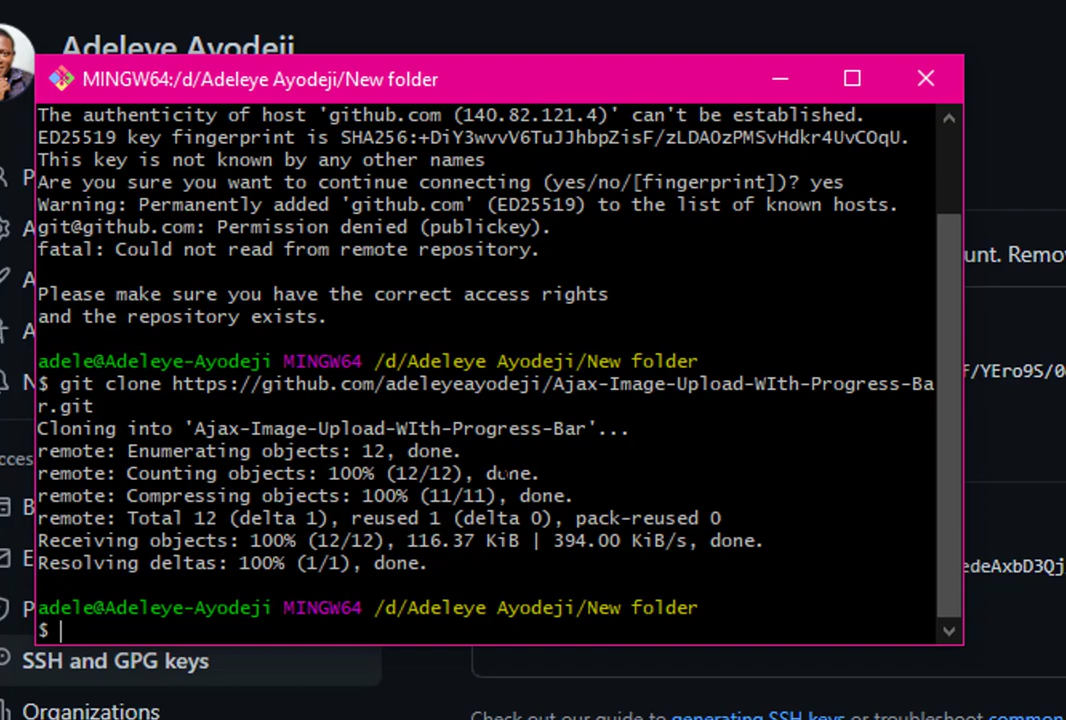 Adeleye Ayodeji
MINGW64:/d/Adeleye Ayodeji/New folder
The authenticity of host 'github.com (140.82.121.4)' can't be established.
ED25519 key fingerprint is SHA256:+DiY3wvvV6TuJJhbpZisF/zLDA0zPMSvHdkr4UvCOqU.
This key is not known by any other names
Are you sure you want to continue connecting (yes/no/[fingerprint])? yes
Warning: Permanently added 'github.com' (ED25519) to the list of known hosts.
git@github.com: Permission denied (publickey).
fatal: Could not read from remote repository.
Please make sure you have the correct access rights
and the repository exists.
adele@Adeleye-Ayodeji MINGW64 /d/Adeleye Ayodeji/New folder
$ git clone https://github.com/adeleyeayodeji/Ajax-Image-Upload-WIth-Progress-Ba
r.git
Cloning into 'Ajax-Image-Upload-WIth-Progress-Bar'...
remote: Enumerating objects: 12, done.
remote: Counting objects: 100% (12/12), done.
remote: Compressing objects: 100% (11/11), done.
remote: Total 12 (delta 1), reused 1 (delta 0), pack-reused 0
Receiving objects: 100% (12/12), 116.37 KiB | 394.00 KiB/s, done.
Resolving deltas: 100% (1/1), done.
adele@Adeleye-Ayodeji MINGW64 /d/Adeleye Ayodeji/New folder
$
unt. Remov
f/YEro9S/0
edeAxbD3Qj
SSH and GPG keys
Organizations
Check out our guide to generating SSH keys or troubleshoot common